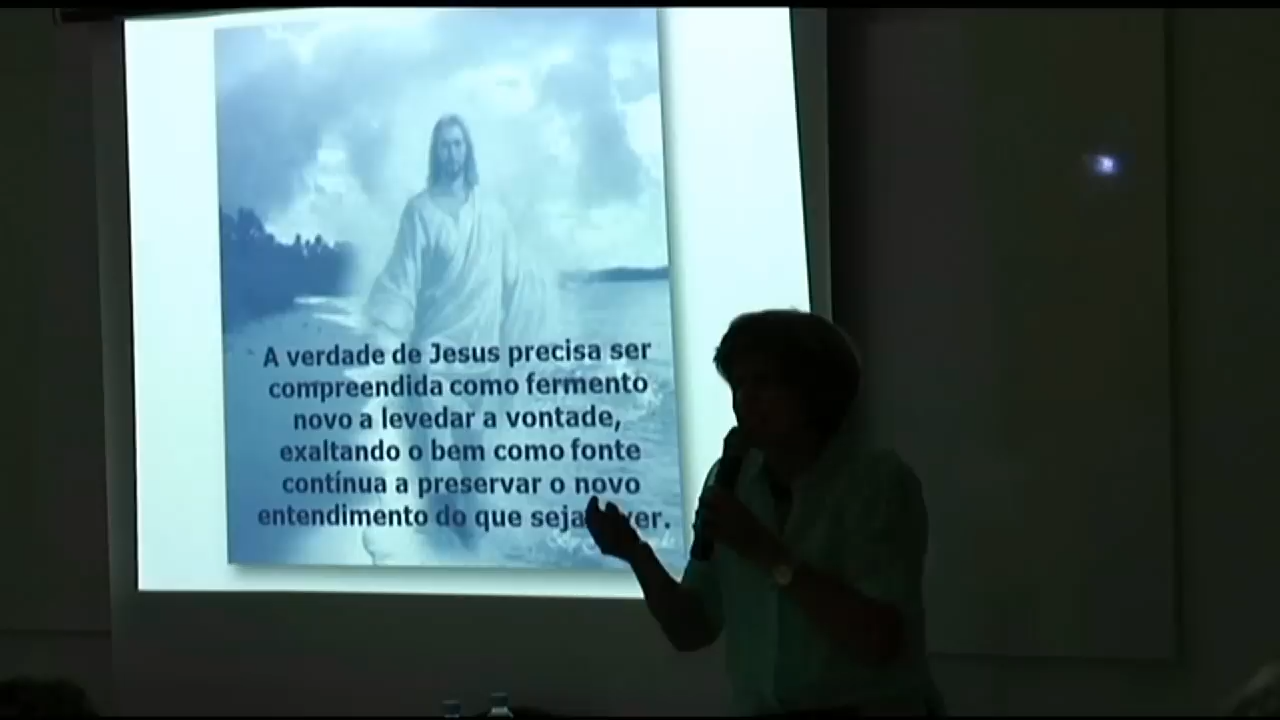 A verdade de Jesus precisa ser
compreendida como fermento
novo a levedar a vontade,
exaltando o bem como fonte
contínua a preservar o novo
entendimento do que seja